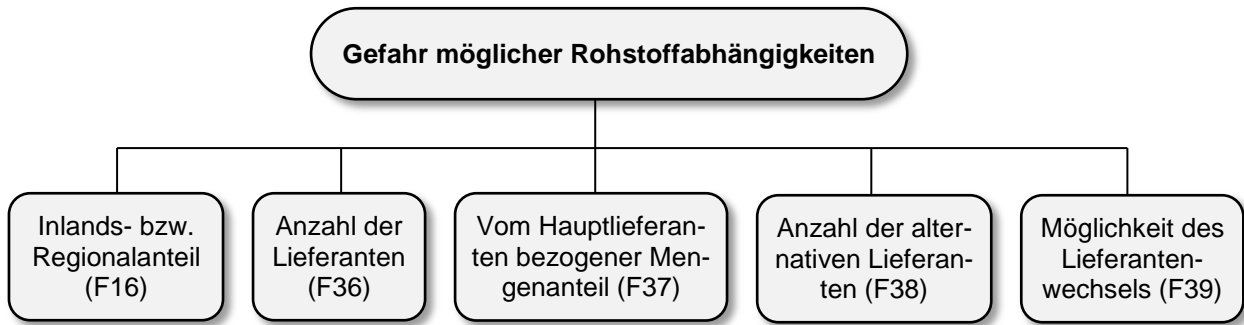 Gefahr möglicher Rohstoffabhängigkeiten
Inlands- bzw.
Regionalanteil
(F16)
Anzahl der
Lieferanten
(F36)
Vom Hauptlieferan-
ten bezogener Men-
genanteil (F37)
Anzahl der alter-
nativen Lieferan-
ten (F38)
Möglichkeit des
Lieferanten-
wechsels (F39)